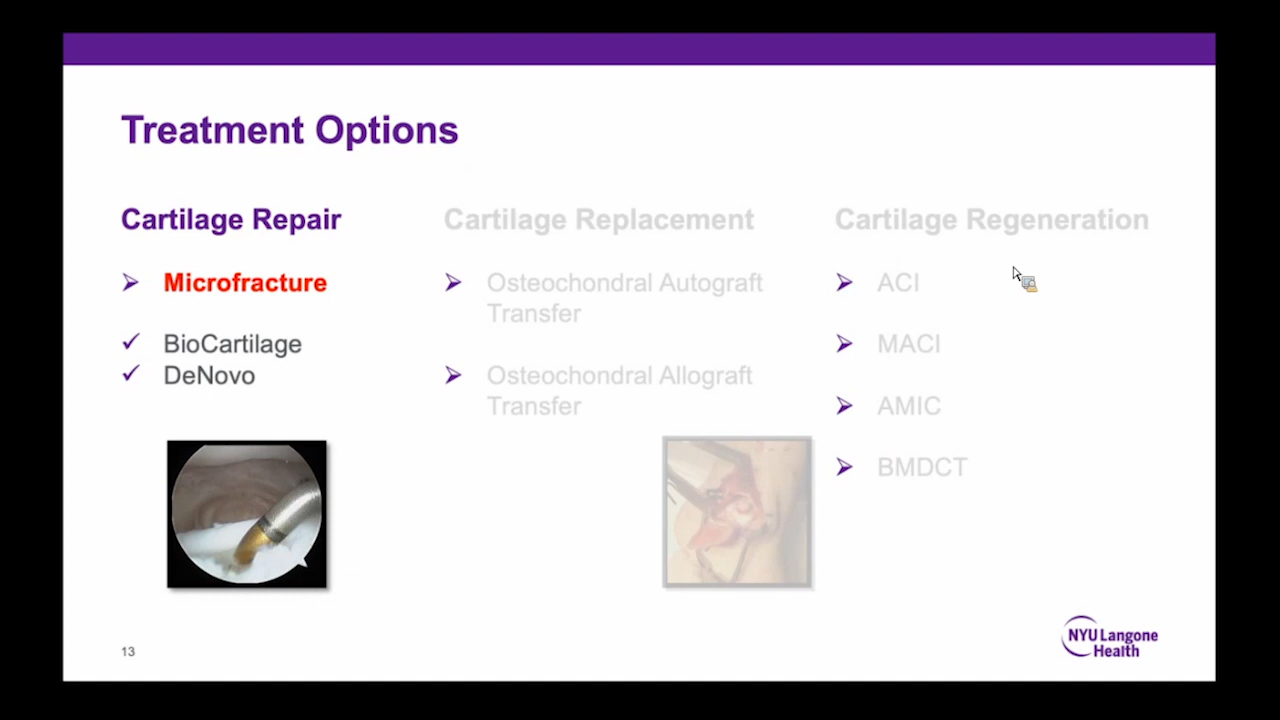 Treatment Options
Cartilage Repair
Microfracture
BioCartilage
DeNovo
Cartilage Replacement
Osteochondral Autograft
Transfer
Osteochondral Allograft
Transfer
Cartilage Regeneration
ACI
MACI
AMIC
BMDCT
13
NYU Langone
Health